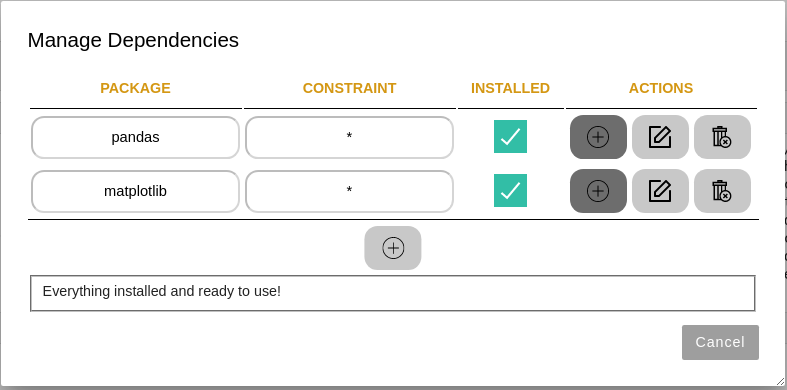 Manage Dependencies
PACKAGE CONSTRAINT INSTALLED ACTIONS
pandas *
matplotlib *
Everything installed and ready to use!
Cancel